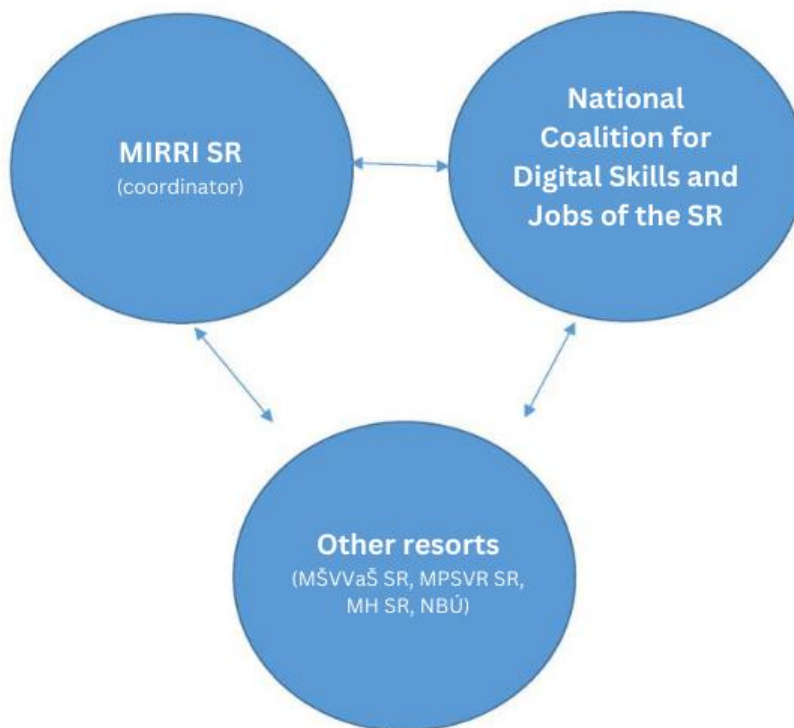 MIRRI SR
(coordinator)
National
Coalition for
Digital Skills and
Jobs of the SR
Other resorts
(MŠVVaŠ SR, MPSVR SR,
MH SR, NBÚ)